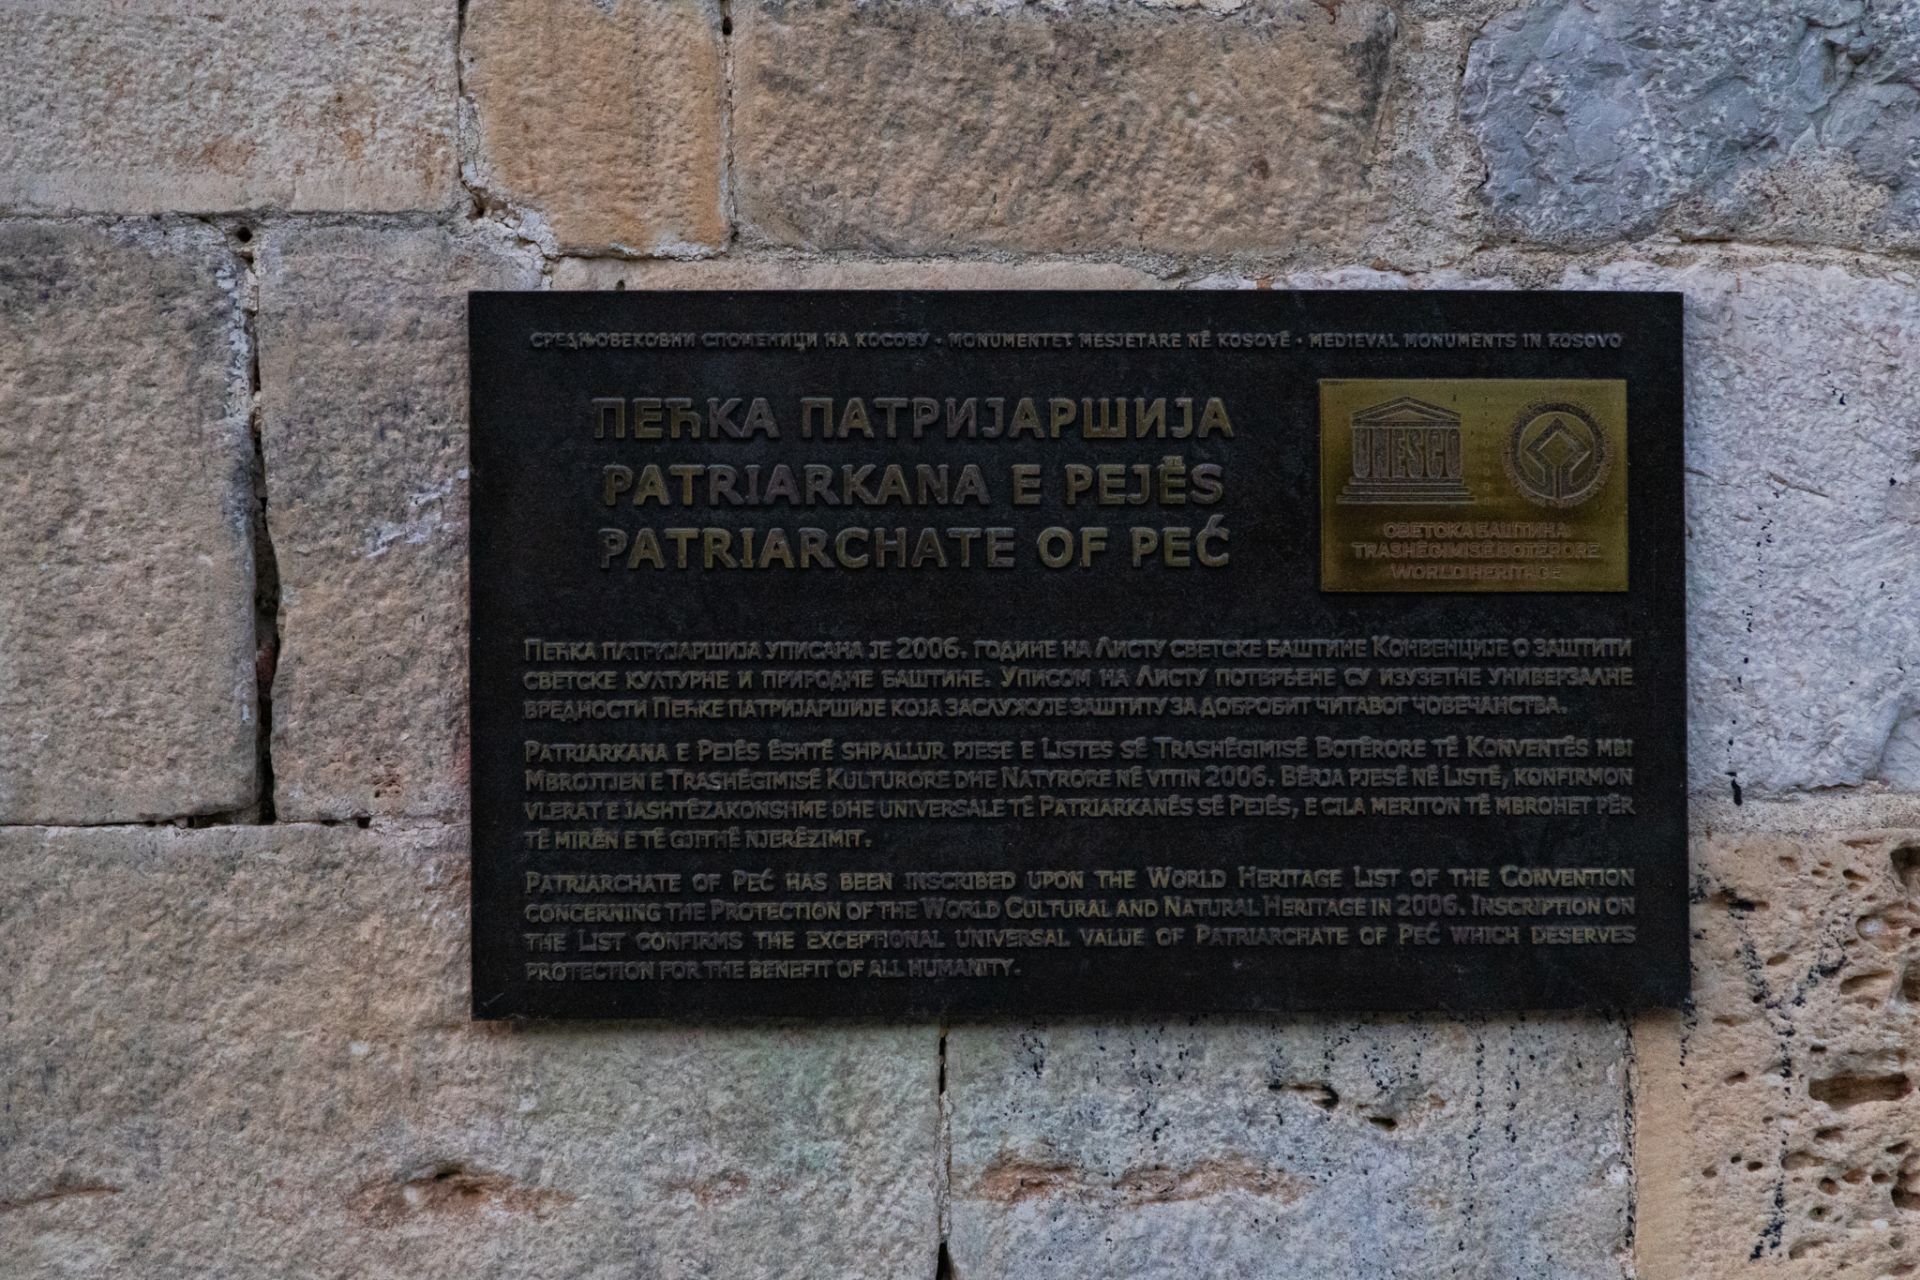 СРЕДЊОВЕКОВНИ СПОМЕНИЦИ НА КОСОВУ • MONUMENTET MESJETARE NË KOSOVË • MEDIEVAL MONUMENTS IN KOSOVO
ПЕЋКА ПАТРИЈАРШИЈА
PATRIARKANA E PEJËS
PATRIARCHATE OF PEĆ
UNESCO
СВЕТСКА БАШТИНА
TRASHËGIMISË BOTËRORE
WORLD HERITAGE
ПЕЋКА ПАТРИЈАРШИЈА УПИСАНА ЈЕ 2006. ГОДИНЕ НА ЛИСТУ СВЕТСКЕ БАШТИНЕ КОНВЕНЦИЈЕ О ЗАШТИТИ
СВЕТСКЕ КУЛТУРНЕ И ПРИРОДНЕ БАШТИНЕ. УПИСОМ НА ЛИСТУ ПОТВРЂЕНЕ СУ ИЗУЗЕТНЕ УНИВЕРЗАЛНЕ
ВРЕДНОСТИ ПЕЋКЕ ПАТРИЈАРШИЈЕ КОЈА ЗАСЛУЖУЈЕ ЗАШТИТУ ЗА ДОБРОБИТ ЧИТАВОГ ЧОВЕЧАНСТВА.
PATRIARKANA E PEJËS ËSHTË SHPALLUR PJESE E LISTES SË TRASHËGIMISË BOTËRORE TË KONVENTËS MBI
MBROJTJEN E TRASHËGIMISË KULTURORE DHE NATYRORE NË VITIN 2006. BËRJA PJESË NË LISTË, KONFIRMON
VLERAT E JASHTËZAKONSHME DHE UNIVERSALE TË PATRIARKANËS SË PEJËS, E CILA MERITON TË MBROHET PËR
TË MIRËN E TË GJITHË NJERËZIMIT.
PATRIARCHATE OF PEĆ HAS BEEN INSCRIBED UPON THE WORLD HERITAGE LIST OF THE CONVENTION
CONCERNING THE PROTECTION OF THE WORLD CULTURAL AND NATURAL HERITAGE IN 2006. INSCRIPTION ON
THE LIST CONFIRMS THE EXCEPTIONAL UNIVERSAL VALUE OF PATRIARCHATE OF PEĆ WHICH DESERVES
PROTECTION FOR THE BENEFIT OF ALL HUMANITY.